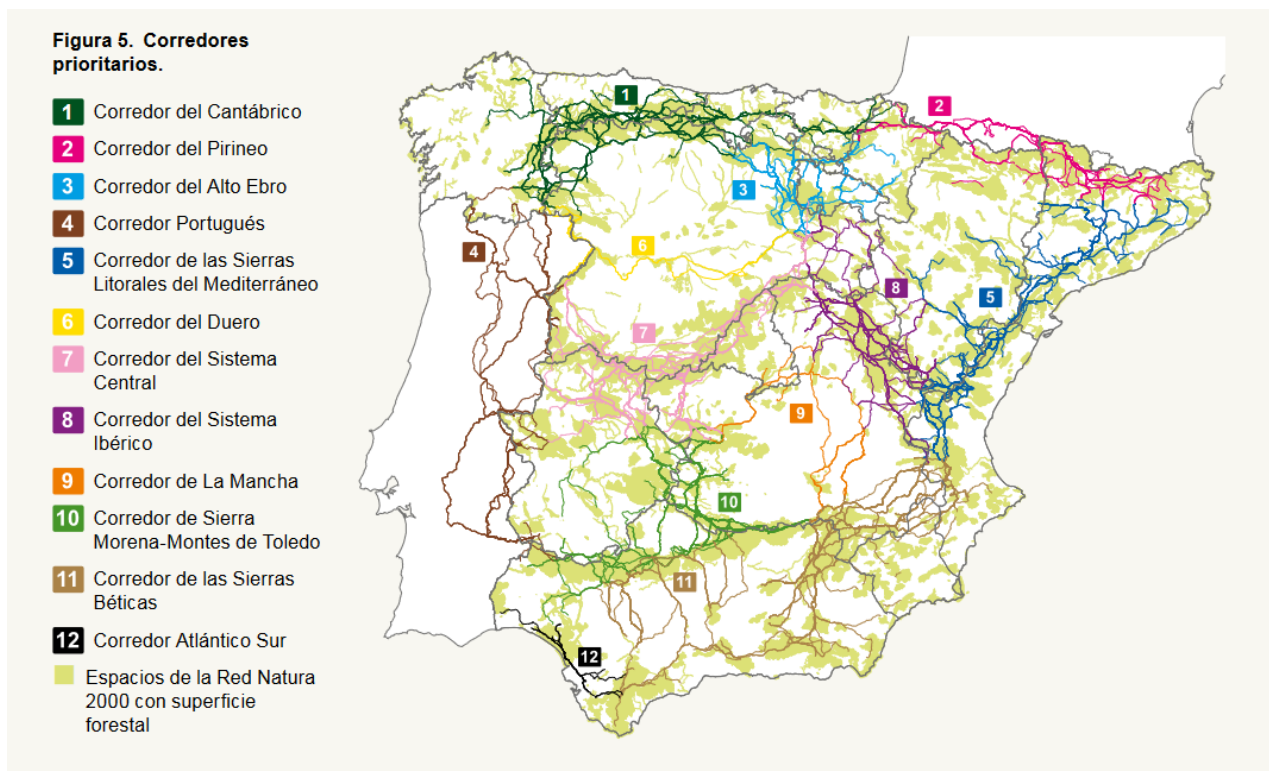 Figura 5. Corredores
prioritarios.
1 Corredor del Cantábrico
2 Corredor del Pirineo
3 Corredor del Alto Ebro
4 Corredor Portugués
5 Corredor de las Sierras
Litorales del Mediterráneo
6 Corredor del Duero
7 Corredor del Sistema
Central
8 Corredor del Sistema
Ibérico
9 Corredor de La Mancha
10 Corredor de Sierra
Morena-Montes de Toledo
11 Corredor de las Sierras
Béticas
12 Corredor Atlántico Sur
Espacios de la Red Natura
2000 con superficie
forestal
1
2
3
4
6
8
5
7
9
10
11
12